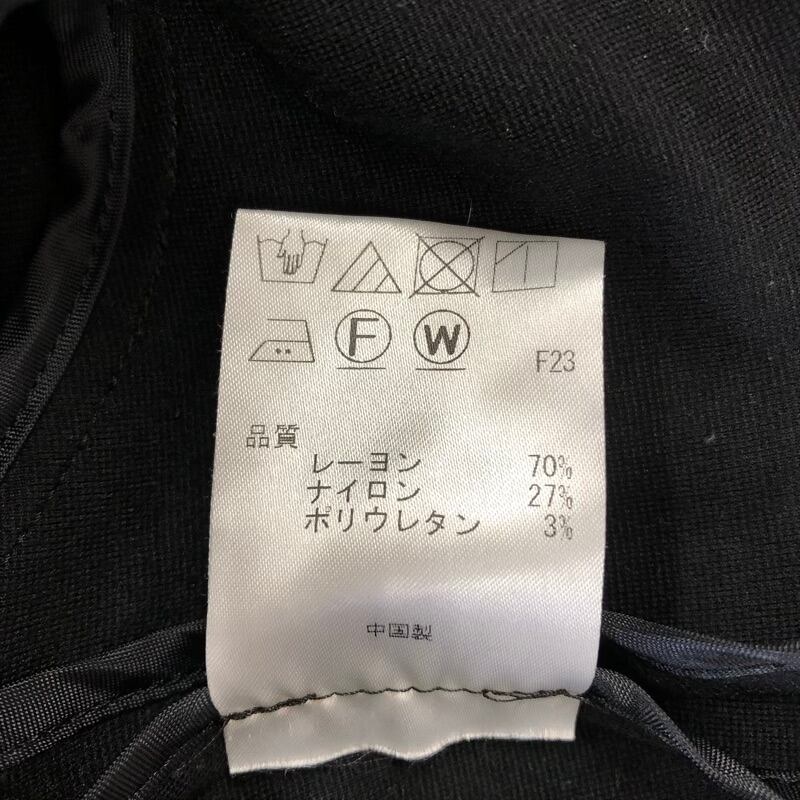 F W F23
品質
レーヨン 70%
ナイロン 27%
ポリウレタン 3%
中国製